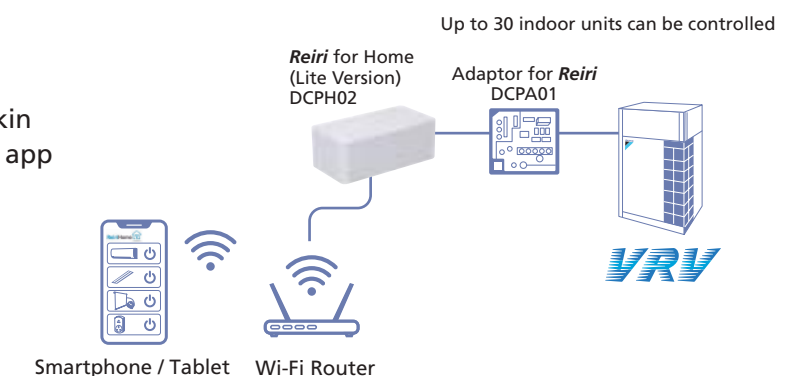 Up to 30 indoor units can be controlled
Reiri for Home
(Lite Version)
DCPH02
Adaptor for Reiri
DCPA01
kin
app
VRV
Smartphone / Tablet
Wi-Fi Router